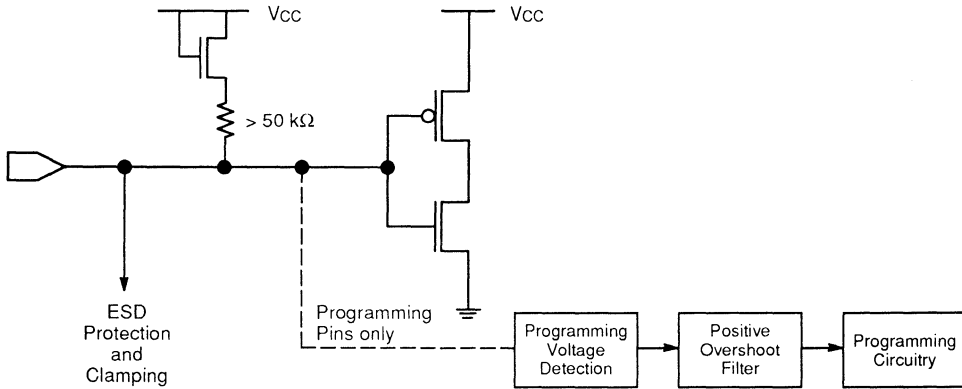 VCC
VCC
> 50 kΩ
ESD
Protection
and
Clamping
Programming
Pins only
Programming
Voltage
Detection
Positive
Overshoot
Filter
Programming
Circuitry